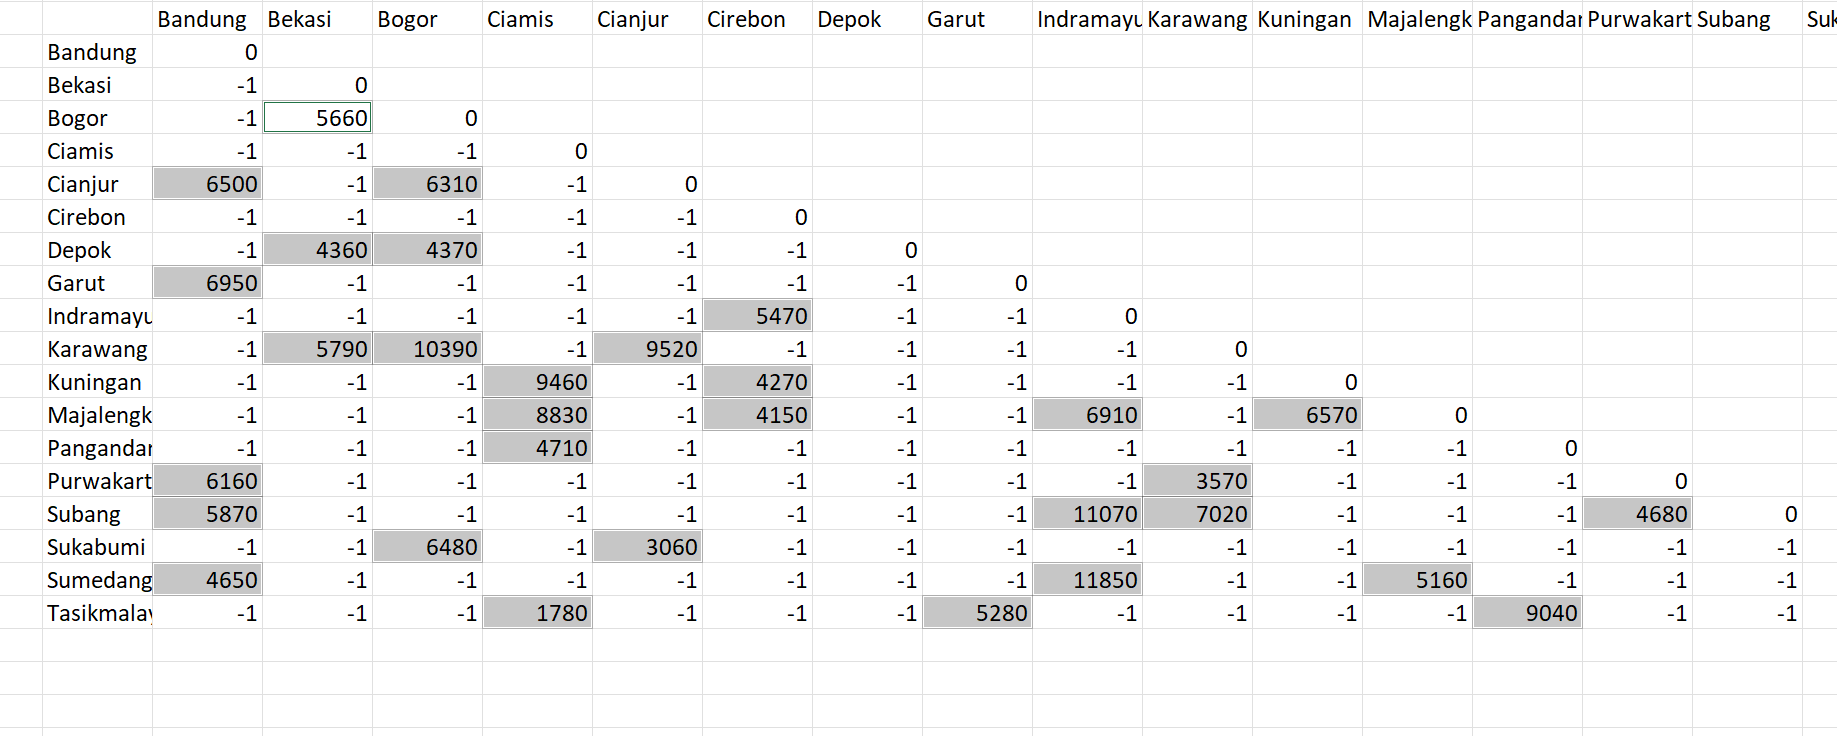 Bandung Bekasi Bogor Ciamis Cianjur Cirebon Depok Garut Indramayu Karawang Kuningan Majalengk Pangandar Purwakart Subang Suk
Bandung 0
Bekasi -1 0
Bogor -1 5660 0
Ciamis -1 -1 -1 0
Cianjur 6500 -1 6310 -1 0
Cirebon -1 -1 -1 -1 -1 0
Depok -1 4360 4370 -1 -1 -1 0
Garut 6950 -1 -1 -1 -1 -1 -1 0
Indramayu -1 -1 -1 -1 -1 5470 -1 -1 0
Karawang -1 5790 10390 -1 9520 -1 -1 -1 -1 0
Kuningan -1 -1 -1 9460 -1 4270 -1 -1 -1 -1 0
Majalengk -1 -1 -1 8830 -1 4150 -1 -1 6910 -1 6570 0
Pangandar -1 -1 -1 4710 -1 -1 -1 -1 -1 -1 -1 -1 0
Purwakart 6160 -1 -1 -1 -1 -1 -1 -1 -1 3570 -1 -1 -1 0
Subang 5870 -1 -1 -1 -1 -1 -1 -1 11070 7020 -1 -1 -1 4680 0
Sukabumi -1 -1 6480 -1 3060 -1 -1 -1 -1 -1 -1 -1 -1 -1 -1
Sumedang 4650 -1 -1 -1 -1 -1 -1 -1 11850 -1 -1 5160 -1 -1 -1
Tasikmalay -1 -1 -1 1780 -1 -1 -1 5280 -1 -1 -1 -1 9040 -1 -1